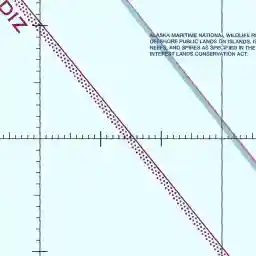 DIZ
ALASKA MARITIME NATIONAL WILDLIFE R
OFFSHORE PUBLIC LANDS ON ISLANDS,
REEFS, AND SPIRES AS SPECIFIED IN THE
INTEREST LANDS CONSERVATION ACT.